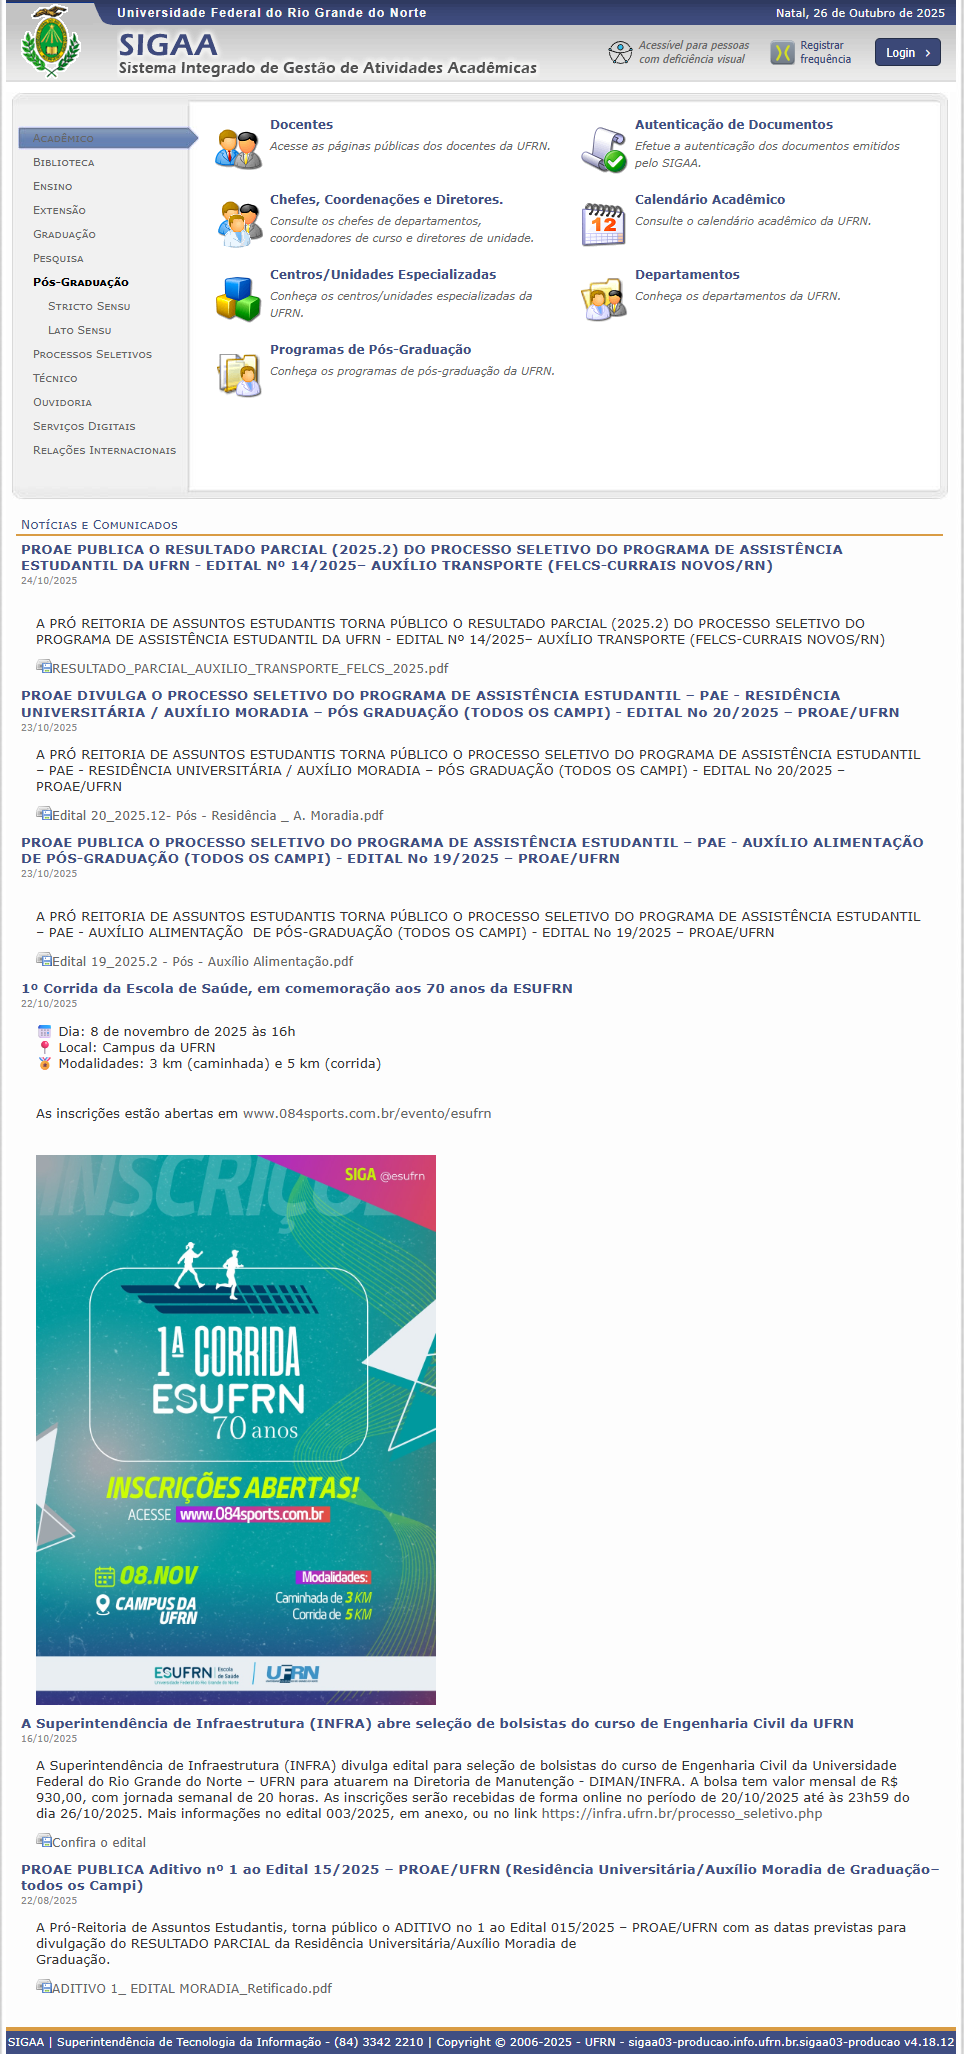 Universidade Federal do Rio Grande do Norte
Natal, 26 de Outubro de 2025
SIGAA
Sistema Integrado de Gestão de Atividades Acadêmicas
Acessível para pessoas
com deficiência visual
Registrar
frequência
Login
Acadêmico
Biblioteca
Ensino
Extensão
Graduação
Pesquisa
Pós-Graduação
Stricto Sensu
Lato Sensu
Processos Seletivos
Técnico
Ouvidoria
Serviços Digitais
Relações Internacionais
Docentes
Acesse as páginas públicas dos docentes da UFRN.
Autenticação de Documentos
Efetue a autenticação dos documentos emitidos
pelo SIGAA.
Chefes, Coordenações e Diretores.
Consulte os chefes de departamentos,
coordenadores de curso e diretores de unidade.
12
Calendário Acadêmico
Consulte o calendário acadêmico da UFRN.
Centros/Unidades Especializadas
Conheça os centros/unidades especializadas da
UFRN.
Departamentos
Conheça os departamentos da UFRN.
Programas de Pós-Graduação
Conheça os programas de pós-graduação da UFRN.
Notícias e Comunicados
PROAE PUBLICA O RESULTADO PARCIAL (2025.2) DO PROCESSO SELETIVO DO PROGRAMA DE ASSISTÊNCIA
ESTUDANTIL DA UFRN - EDITAL Nº 14/2025– AUXÍLIO TRANSPORTE (FELCS-CURRAIS NOVOS/RN)
24/10/2025
A PRÓ REITORIA DE ASSUNTOS ESTUDANTIS TORNA PÚBLICO O RESULTADO PARCIAL (2025.2) DO PROCESSO SELETIVO DO
PROGRAMA DE ASSISTÊNCIA ESTUDANTIL DA UFRN - EDITAL Nº 14/2025– AUXÍLIO TRANSPORTE (FELCS-CURRAIS NOVOS/RN)
RESULTADO_PARCIAL_AUXILIO_TRANSPORTE_FELCS_2025.pdf
PROAE DIVULGA O PROCESSO SELETIVO DO PROGRAMA DE ASSISTÊNCIA ESTUDANTIL – PAE - RESIDÊNCIA
UNIVERSITÁRIA / AUXÍLIO MORADIA – PÓS GRADUAÇÃO (TODOS OS CAMPI) - EDITAL No 20/2025 – PROAE/UFRN
23/10/2025
A PRÓ REITORIA DE ASSUNTOS ESTUDANTIS TORNA PÚBLICO O PROCESSO SELETIVO DO PROGRAMA DE ASSISTÊNCIA ESTUDANTIL
– PAE - RESIDÊNCIA UNIVERSITÁRIA / AUXÍLIO MORADIA – PÓS GRADUAÇÃO (TODOS OS CAMPI) - EDITAL No 20/2025 –
PROAE/UFRN
Edital 20_2025.12- Pós - Residência _ A. Moradia.pdf
PROAE PUBLICA O PROCESSO SELETIVO DO PROGRAMA DE ASSISTÊNCIA ESTUDANTIL – PAE - AUXÍLIO ALIMENTAÇÃO
DE PÓS-GRADUAÇÃO (TODOS OS CAMPI) - EDITAL No 19/2025 – PROAE/UFRN
23/10/2025
A PRÓ REITORIA DE ASSUNTOS ESTUDANTIS TORNA PÚBLICO O PROCESSO SELETIVO DO PROGRAMA DE ASSISTÊNCIA ESTUDANTIL
– PAE - AUXÍLIO ALIMENTAÇÃO  DE PÓS-GRADUAÇÃO (TODOS OS CAMPI) - EDITAL No 19/2025 – PROAE/UFRN
Edital 19_2025.2 - Pós - Auxílio Alimentação.pdf
1º Corrida da Escola de Saúde, em comemoração aos 70 anos da ESUFRN
22/10/2025
Dia: 8 de novembro de 2025 às 16h
Local: Campus da UFRN
Modalidades: 3 km (caminhada) e 5 km (corrida)
As inscrições estão abertas em www.084sports.com.br/evento/esufrn
INSCRIÇÕE
SIGA @esufrn
1ª CORRIDA
ESUFRN
70 anos
INSCRIÇÕES ABERTAS!
ACESSE www.084sports.com.br
08.NOV
CAMPUS DA
UFRN
Modalidades:
Caminhada de 3 KM
Corrida de 5 KM
ESUFRN Escola
de Saúde
Universidade Federal do Rio Grande do Norte
UFRN
A Superintendência de Infraestrutura (INFRA) abre seleção de bolsistas do curso de Engenharia Civil da UFRN
16/10/2025
A Superintendência de Infraestrutura (INFRA) divulga edital para seleção de bolsistas do curso de Engenharia Civil da Universidade
Federal do Rio Grande do Norte – UFRN para atuarem na Diretoria de Manutenção - DIMAN/INFRA. A bolsa tem valor mensal de R$
930,00, com jornada semanal de 20 horas. As inscrições serão recebidas de forma online no período de 20/10/2025 até às 23h59 do
dia 26/10/2025. Mais informações no edital 003/2025, em anexo, ou no link https://infra.ufrn.br/processo_seletivo.php
Confira o edital
PROAE PUBLICA Aditivo nº 1 ao Edital 15/2025 – PROAE/UFRN (Residência Universitária/Auxílio Moradia de Graduação–
todos os Campi)
22/08/2025
A Pró-Reitoria de Assuntos Estudantis, torna público o ADITIVO no 1 ao Edital 015/2025 – PROAE/UFRN com as datas previstas para
divulgação do RESULTADO PARCIAL da Residência Universitária/Auxílio Moradia de
Graduação.
ADITIVO 1_ EDITAL MORADIA_Retificado.pdf
SIGAA | Superintendência de Tecnologia da Informação - (84) 3342 2210 | Copyright © 2006-2025 - UFRN - sigaa03-producao.info.ufrn.br.sigaa03-producao v4.18.12